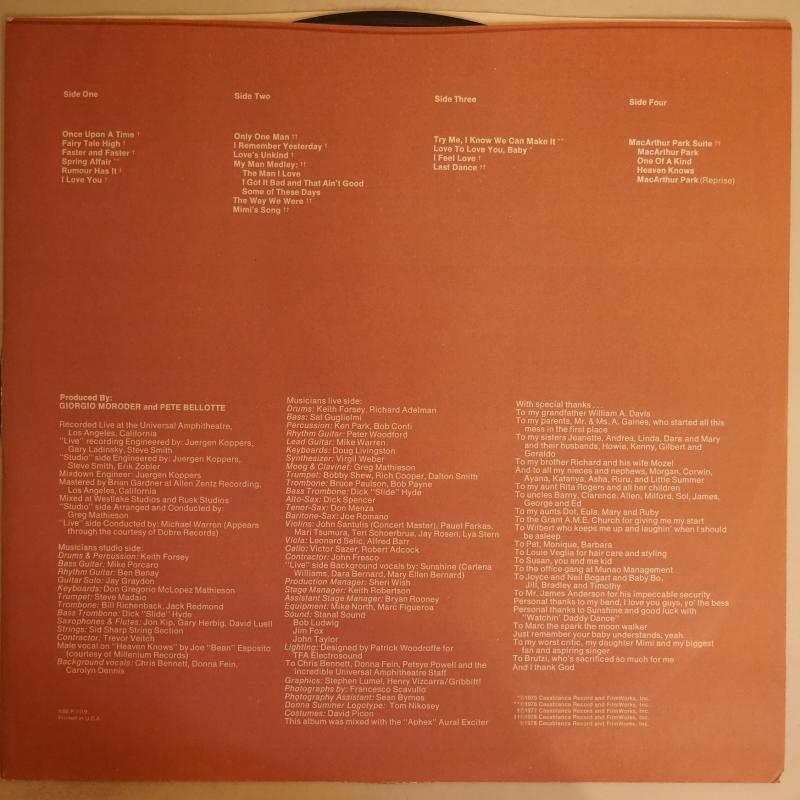 Side One
Once Upon A Time †
Fairy Tale High †
Faster and Faster †
Spring Affair **
Rumour Has It †
I Love You †
Side Two
Only One Man ††
I Remember Yesterday †
Love's Unkind †
My Man Medley: ††
The Man I Love
I Got It Bad and That Ain't Good
Some of These Days
The Way We Were ††
Mimi's Song ††
Side Three
Try Me, I Know We Can Make It **
Love To Love You, Baby *
I Feel Love †
Last Dance ††
Side Four
MacArthur Park Suite ††
MacArthur Park
One Of A Kind
Heaven Knows
MacArthur Park (Reprise)
Produced By:
GIORGIO MORODER and PETE BELLOTTE
Recorded Live at the Universal Amphitheatre,
Los Angeles, California
"Live" recording Engineered by: Juergen Koppers,
Gary Ladinsky, Steve Smith
"Studio" side Engineered by: Juergen Koppers,
Steve Smith, Erik Zobler
Mixdown Engineer: Juergen Koppers
Mastered by Brian Gardner at Allen Zentz Recording,
Los Angeles, California
Mixed at Westlake Studios and Rusk Studios
"Studio" side Arranged and Conducted by:
Greg Mathieson
"Live" side Conducted by: Michael Warren (Appears
through the courtesy of Dobre Records)
Musicians studio side:
Drums & Percussion: Keith Forsey
Bass Guitar: Mike Porcaro
Rhythm Guitar: Ben Benay
Guitar Solo: Jay Graydon
Keyboards: Don Gregorio McLopez Mathieson
Trumpet: Steve Madaio
Trombone: Bill Richenback, Jack Redmond
Bass Trombone: Dick "Slide" Hyde
Saxophones & Flutes: Jon Kip, Gary Herbig, David Luell
Strings: Sid Sharp String Section
Contractor: Trevor Veitch
Male vocal on "Heaven Knows" by Joe "Bean" Esposito
(courtesy of Millenium Records)
Background vocals: Chris Bennett, Donna Fein,
Carolyn Dennis
NBLP 7119
Printed in U.S.A
Musicians live side:
Drums: Keith Forsey, Richard Adelman
Bass: Sal Guglielmi
Percussion: Ken Park, Bob Conti
Rhythm Guitar: Peter Woodford
Lead Guitar: Mike Warren
Keyboards: Doug Livingston
Synthesizer: Virgil Weber
Moog & Clavinet: Greg Mathieson
Trumpet: Bobby Shew, Rich Cooper, Dalton Smith
Trombone: Bruce Paulson, Bob Payne
Bass Trombone: Dick "Slide" Hyde
Alto-Sax: Dick Spencer
Tenor-Sax: Don Menza
Baritone-Sax: Joe Romano
Violins: John Santulis (Concert Master), Pauel Farkas,
Mari Tsumura, Teri Schoerbrua, Jay Rosen, Lya Stern
Viola: Leonard Selic, Alfred Barr
Cello: Victor Sazer, Robert Adcock
Contractor: John Fresco
"Live" side Background vocals by: Sunshine (Carlena
Williams, Dara Bernard, Mary Ellen Bernard)
Production Manager: Sheri Wish
Stage Manager: Keith Robertson
Assistant Stage Manager: Bryan Rooney
Equipment: Mike North, Marc Figueroa
Sound: Stanal Sound
Bob Ludwig
Jim Fox
John Taylor
Lighting: Designed by Patrick Woodroffe for
TFA Electrosound
To Chris Bennett, Donna Fein, Petsye Powell and the
incredible Universal Amphitheatre Staff
Graphics: Stephen Lumel, Henry Vizcarra/Gribbitt!
Photographs by: Francesco Scavullo
Photography Assistant: Sean Byrnes
Donna Summer Logotype: Tom Nikosey
Costumes: David Picon
This album was mixed with the "Aphex" Aural Exciter
With special thanks . . .
To my grandfather William A. Davis
To my parents, Mr. & Ms. A. Gaines, who started all this
mess in the first place
To my sisters Jeanette, Andrea, Linda, Dara and Mary
and their husbands, Howie, Kenny, Gilbert and
Geraldo
To my brother Richard and his wife Mozel
And to all my nieces and nephews, Morgan, Corwin,
Ayana, Katanya, Asha, Ruru, and Little Summer
To my aunt Rita Rogers and all her children
To uncles Barny, Clarence, Allen, Milford, Sol, James,
George and Ed
To my aunts Dot, Eula, Mary and Ruby
To the Grant A.M.E. Church for giving me my start
To Wilbert who keeps me up and laughin' when I should
be asleep
To Pat, Monique, Barbara
To Louie Veglia for hair care and styling
To Susan, you and me kid
To the office gang at Munao Management
To Joyce and Neil Bogart and Baby Bo,
Jill, Bradley and Timothy
To Mr. James Anderson for his impeccable security
Personal thanks to my band, I love you guys, yo' the bess
Personal thanks to Sunshine and good luck with
"Watchin' Daddy Dance"
To Marc the spark the moon walker
Just remember your baby understands, yeah.
To my worst critic, my daughter Mimi and my biggest
fan and aspiring singer
To Brutzi, who's sacrificed so much for me
And I thank God
*℗1975 Casablanca Record and FilmWorks, Inc.
**℗1976 Casablanca Record and FilmWorks, Inc.
†℗1977 Casablanca Record and FilmWorks, Inc.
††℗1978 Casablanca Record and FilmWorks, Inc.
©1978 Casablanca Record and FilmWorks, Inc.